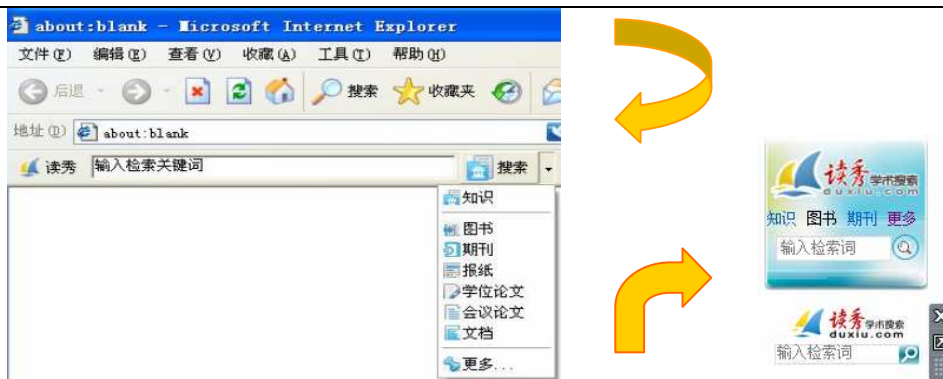 about:blank - Microsoft Internet Explorer
文件(F) 编辑(E) 查看(V) 收藏(A) 工具(T) 帮助(H)
后退 搜索 收藏夹
地址(D) about:blank
读秀 输入检索关键词 搜索
知识
图书
期刊
报纸
学位论文
会议论文
文档
更多...
读秀学术搜索
duxiu.com
知识 图书 期刊 更多
输入检索词
读秀学术搜索
duxiu.com
输入检索词